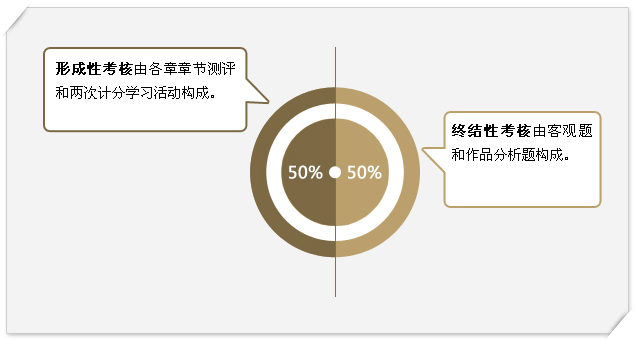 形成性考核由各章章节测评
和两次计分学习活动构成。
终结性考核由客观题
和作品分析题构成。
50% 50%